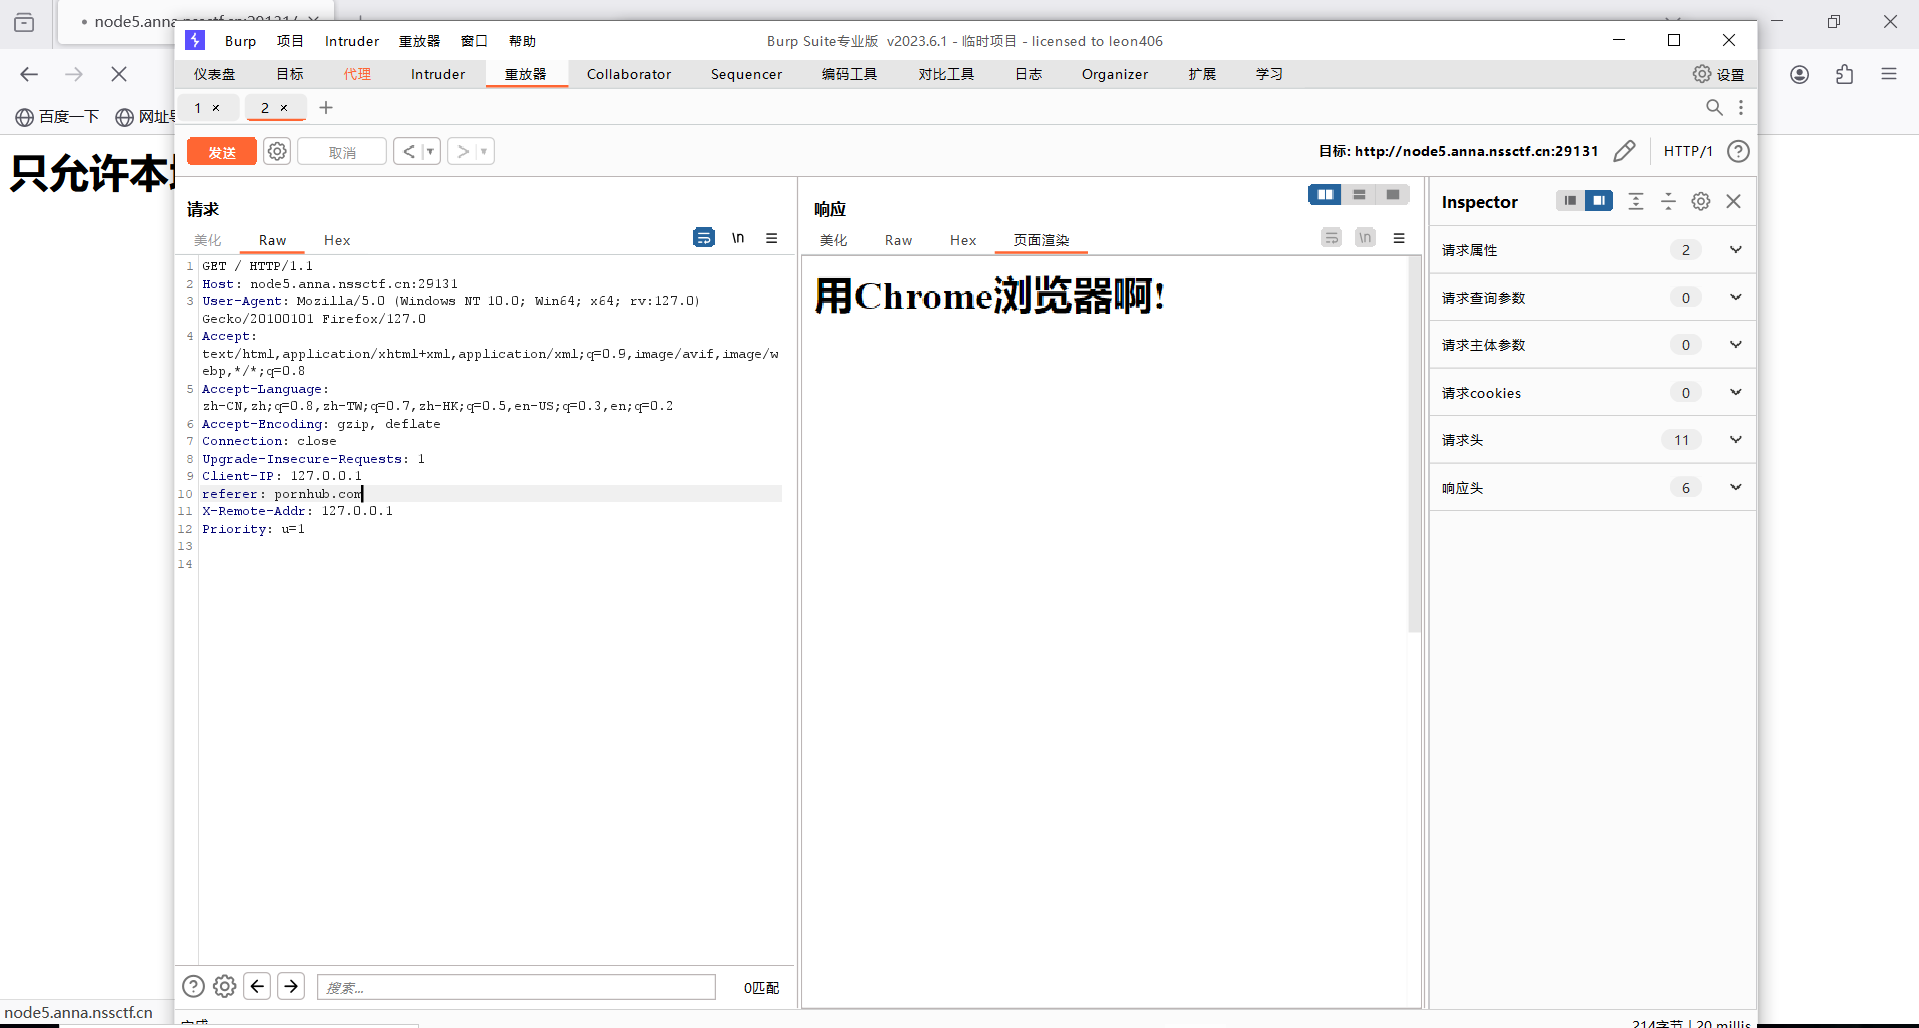 node5.anna.nssctf.cn:29131/
Burp 项目 Intruder 重放器 窗口 帮助
Burp Suite专业版 v2023.6.1 - 临时项目 - licensed to leon406
仪表盘 目标 代理 Intruder 重放器 Collaborator Sequencer 编码工具 对比工具 日志 Organizer 扩展 学习
设置
百度一下
网址
1 × 2 × +
发送 取消 < >
目标: http://node5.anna.nssctf.cn:29131
HTTP/1
只允许本
请求
美化 Raw Hex
\n
1 GET / HTTP/1.1
2 Host: node5.anna.nssctf.cn:29131
3 User-Agent: Mozilla/5.0 (Windows NT 10.0; Win64; x64; rv:127.0)
Gecko/20100101 Firefox/127.0
4 Accept:
text/html,application/xhtml+xml,application/xml;q=0.9,image/avif,image/w
ebp,*/*;q=0.8
5 Accept-Language:
zh-CN,zh;q=0.8,zh-TW;q=0.7,zh-HK;q=0.5,en-US;q=0.3,en;q=0.2
6 Accept-Encoding: gzip, deflate
7 Connection: close
8 Upgrade-Insecure-Requests: 1
9 Client-IP: 127.0.0.1
10 referer: pornhub.com
11 X-Remote-Addr: 127.0.0.1
12 Priority: u=1
13
14
搜索...
0匹配
响应
美化 Raw Hex 页面渲染
\n
用Chrome浏览器啊!
Inspector
请求属性 2
请求查询参数 0
请求主体参数 0
请求cookies 0
请求头 11
响应头 6
node5.anna.nssctf.cn
完成
214字节 | 20 millis